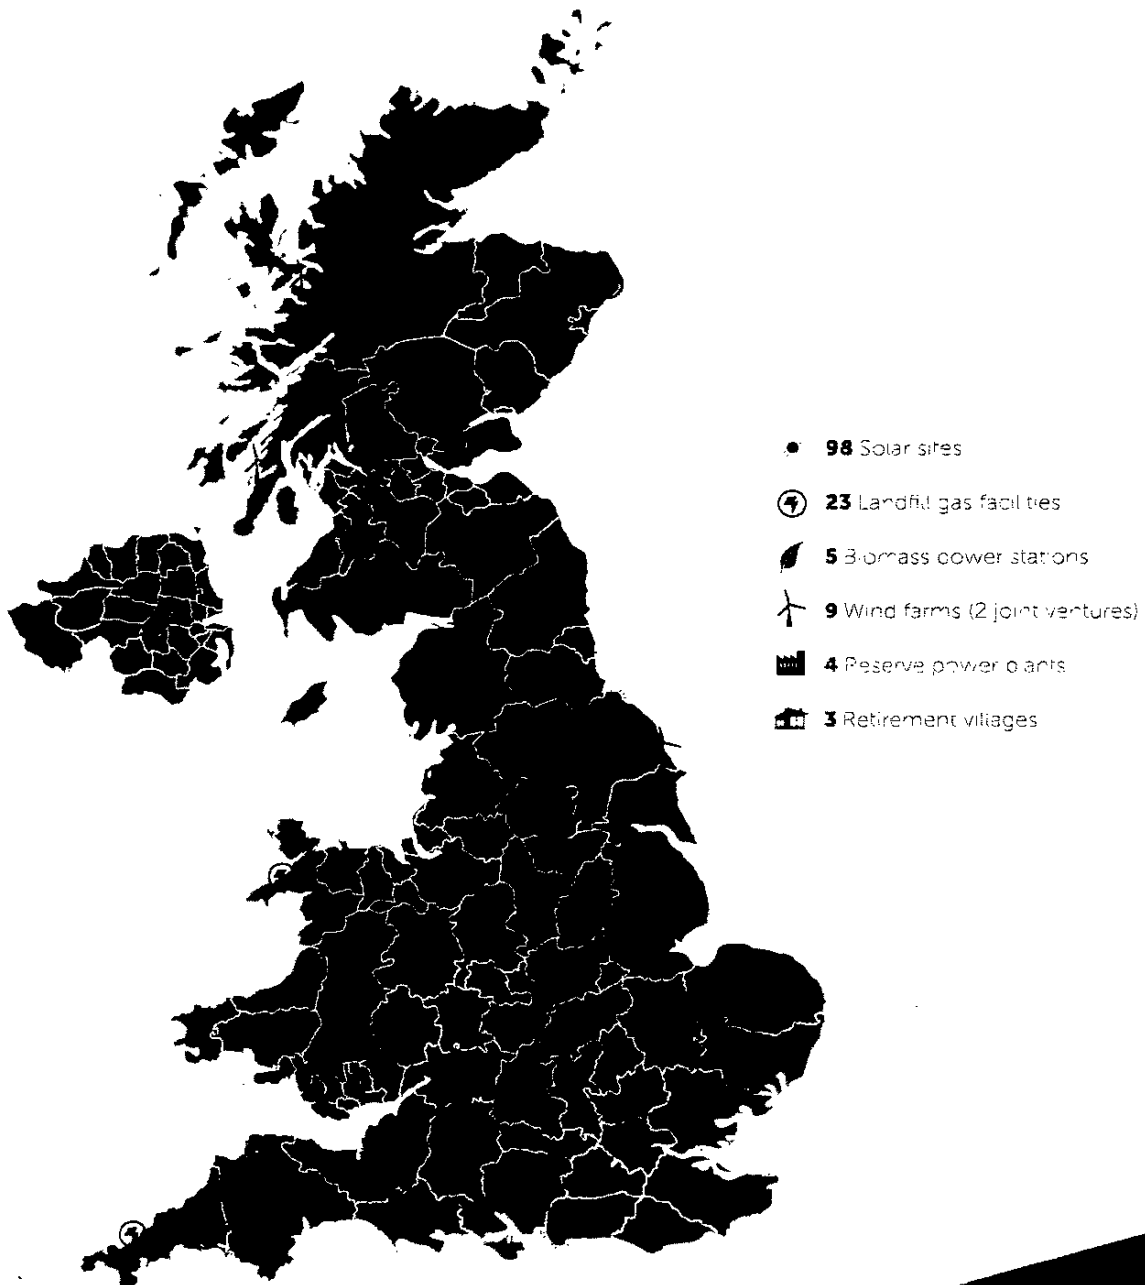 98 Solar sites
23 Landfill gas facilities
5 Biomass power stations
9 Wind farms (2 joint ventures)
4 Reserve power plants
3 Retirement villages